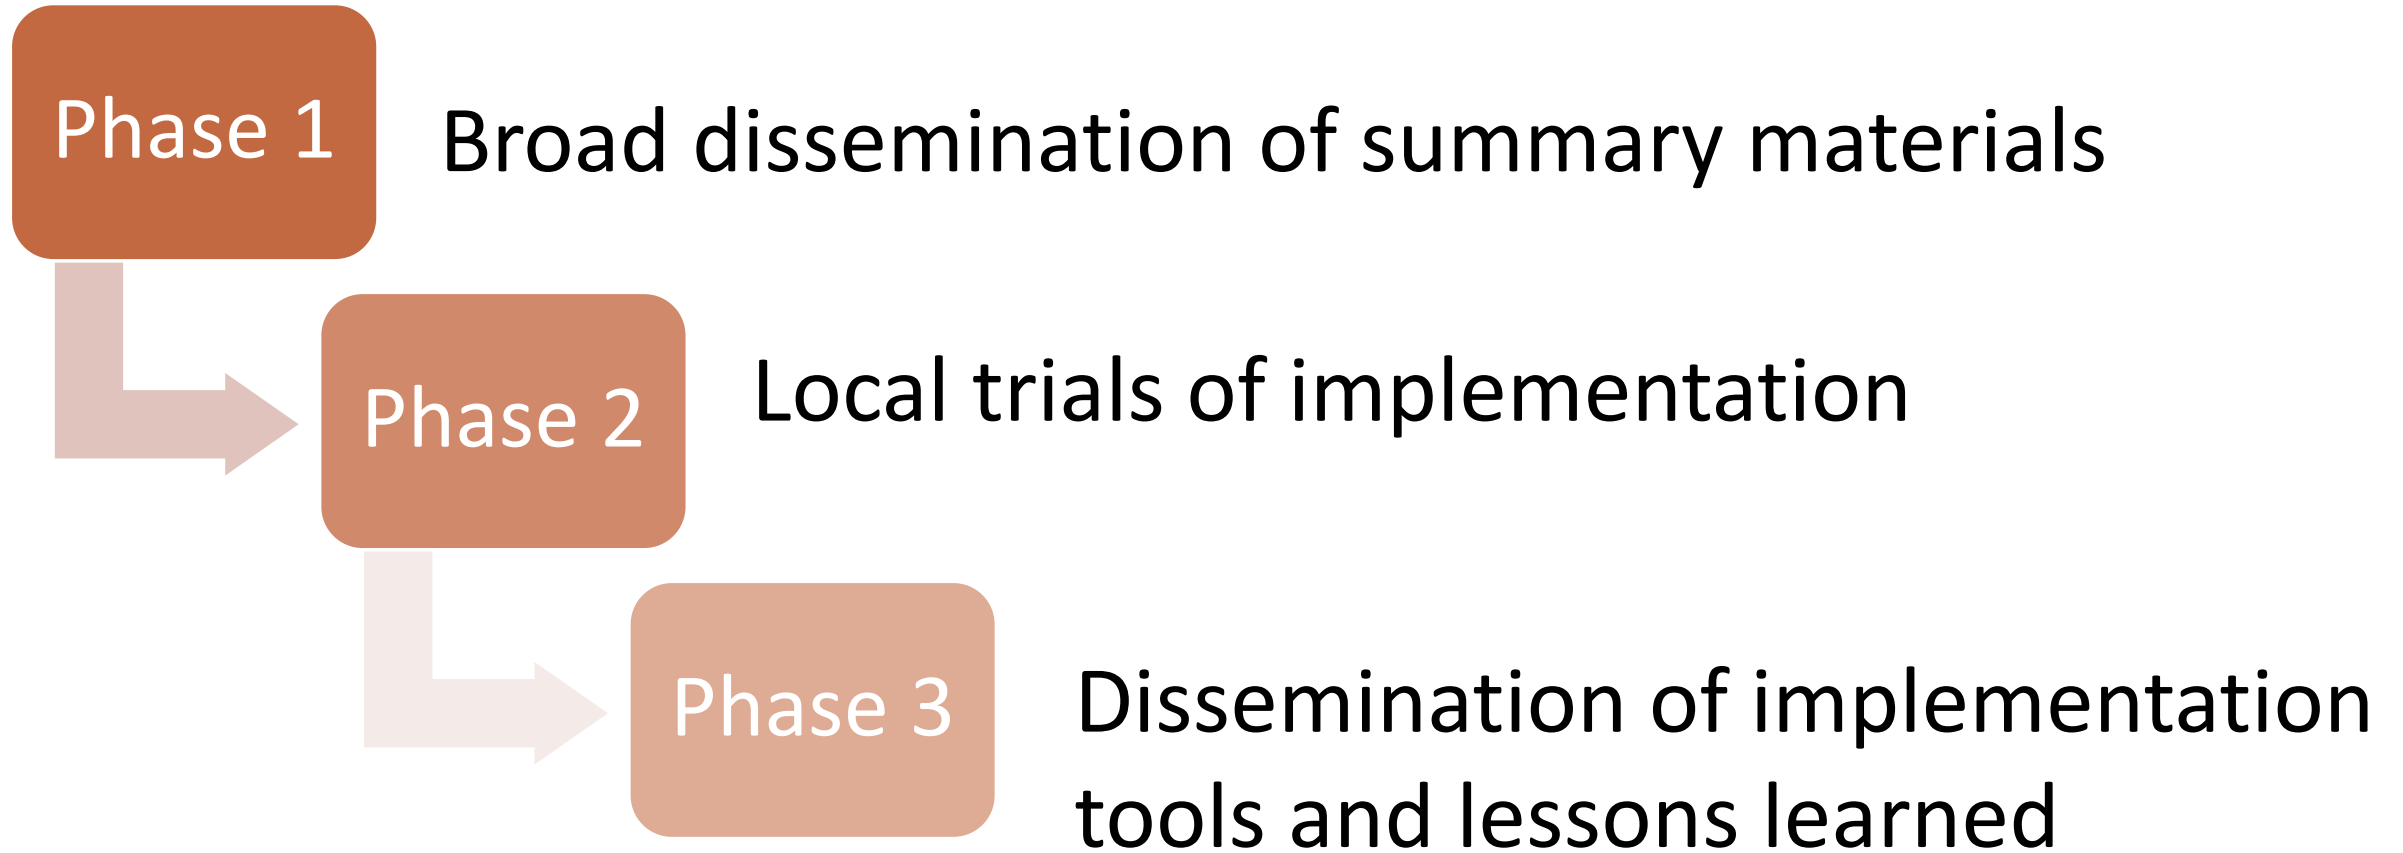 Phase 1
Broad dissemination of summary materials
Phase 2
Local trials of implementation
Phase 3
Dissemination of implementation
tools and lessons learned